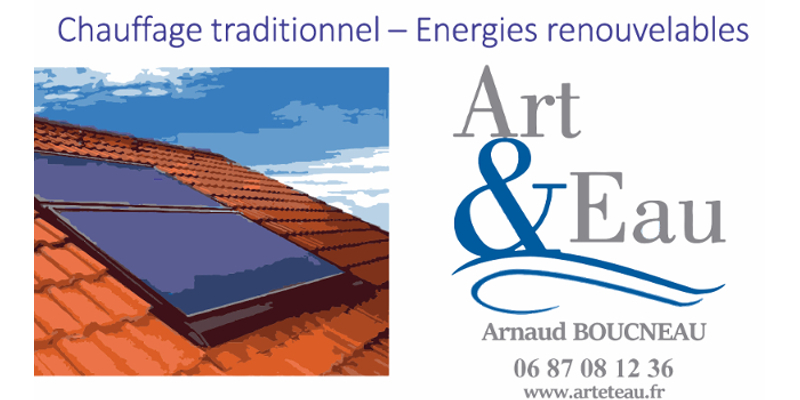 Chauffage traditionnel – Energies renouvelables
Art
& Eau
Arnaud BOUCNEAU
06 87 08 12 36
www.arteteau.fr